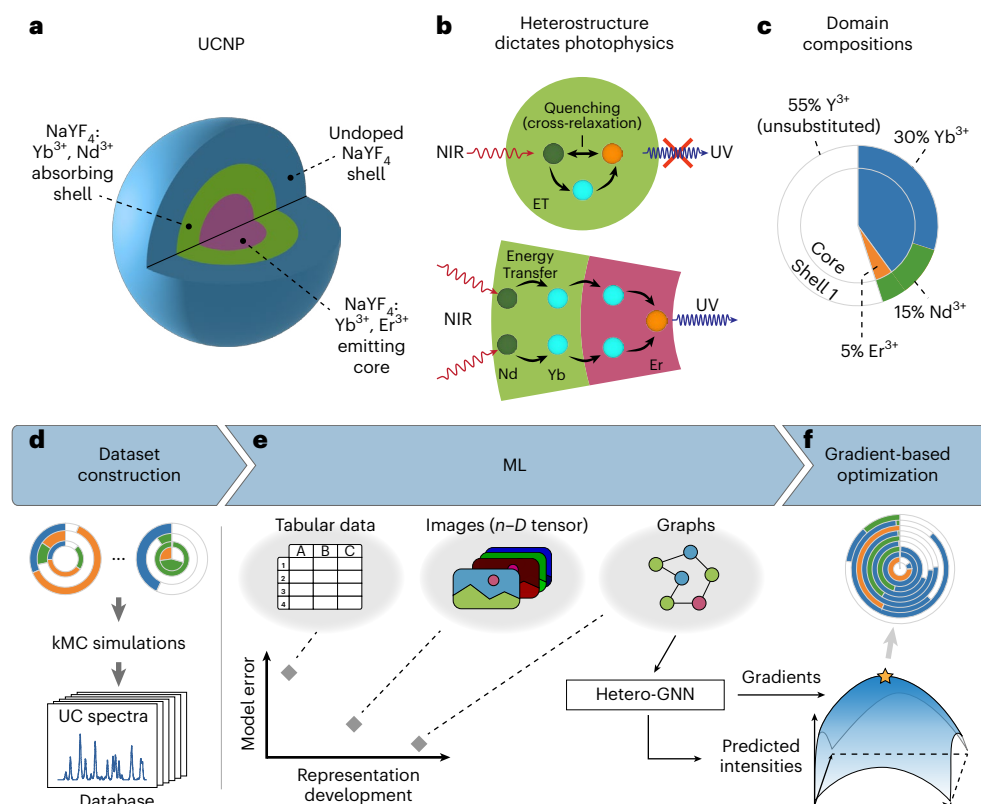 a
UCNP
NaYF4:
Yb3+, Nd3+
absorbing
shell
Undoped
NaYF4
shell
NaYF4:
Yb3+, Er3+
emitting
core
b
Heterostructure
dictates photophysics
Quenching
(cross-relaxation)
NIR
UV
ET
Energy
Transfer
NIR
UV
Nd
Yb
Er
c
Domain
compositions
55% Y3+
(unsubstituted)
30% Yb3+
Core
Shell 1
15% Nd3+
5% Er3+
d
Dataset
construction
kMC simulations
UC spectra
Database
e
ML
Tabular data
A B C
1
2
3
4
Images (n–D tensor)
Graphs
Model error
Representation
development
Hetero-GNN
Gradients
Predicted
intensities
f
Gradient-based
optimization